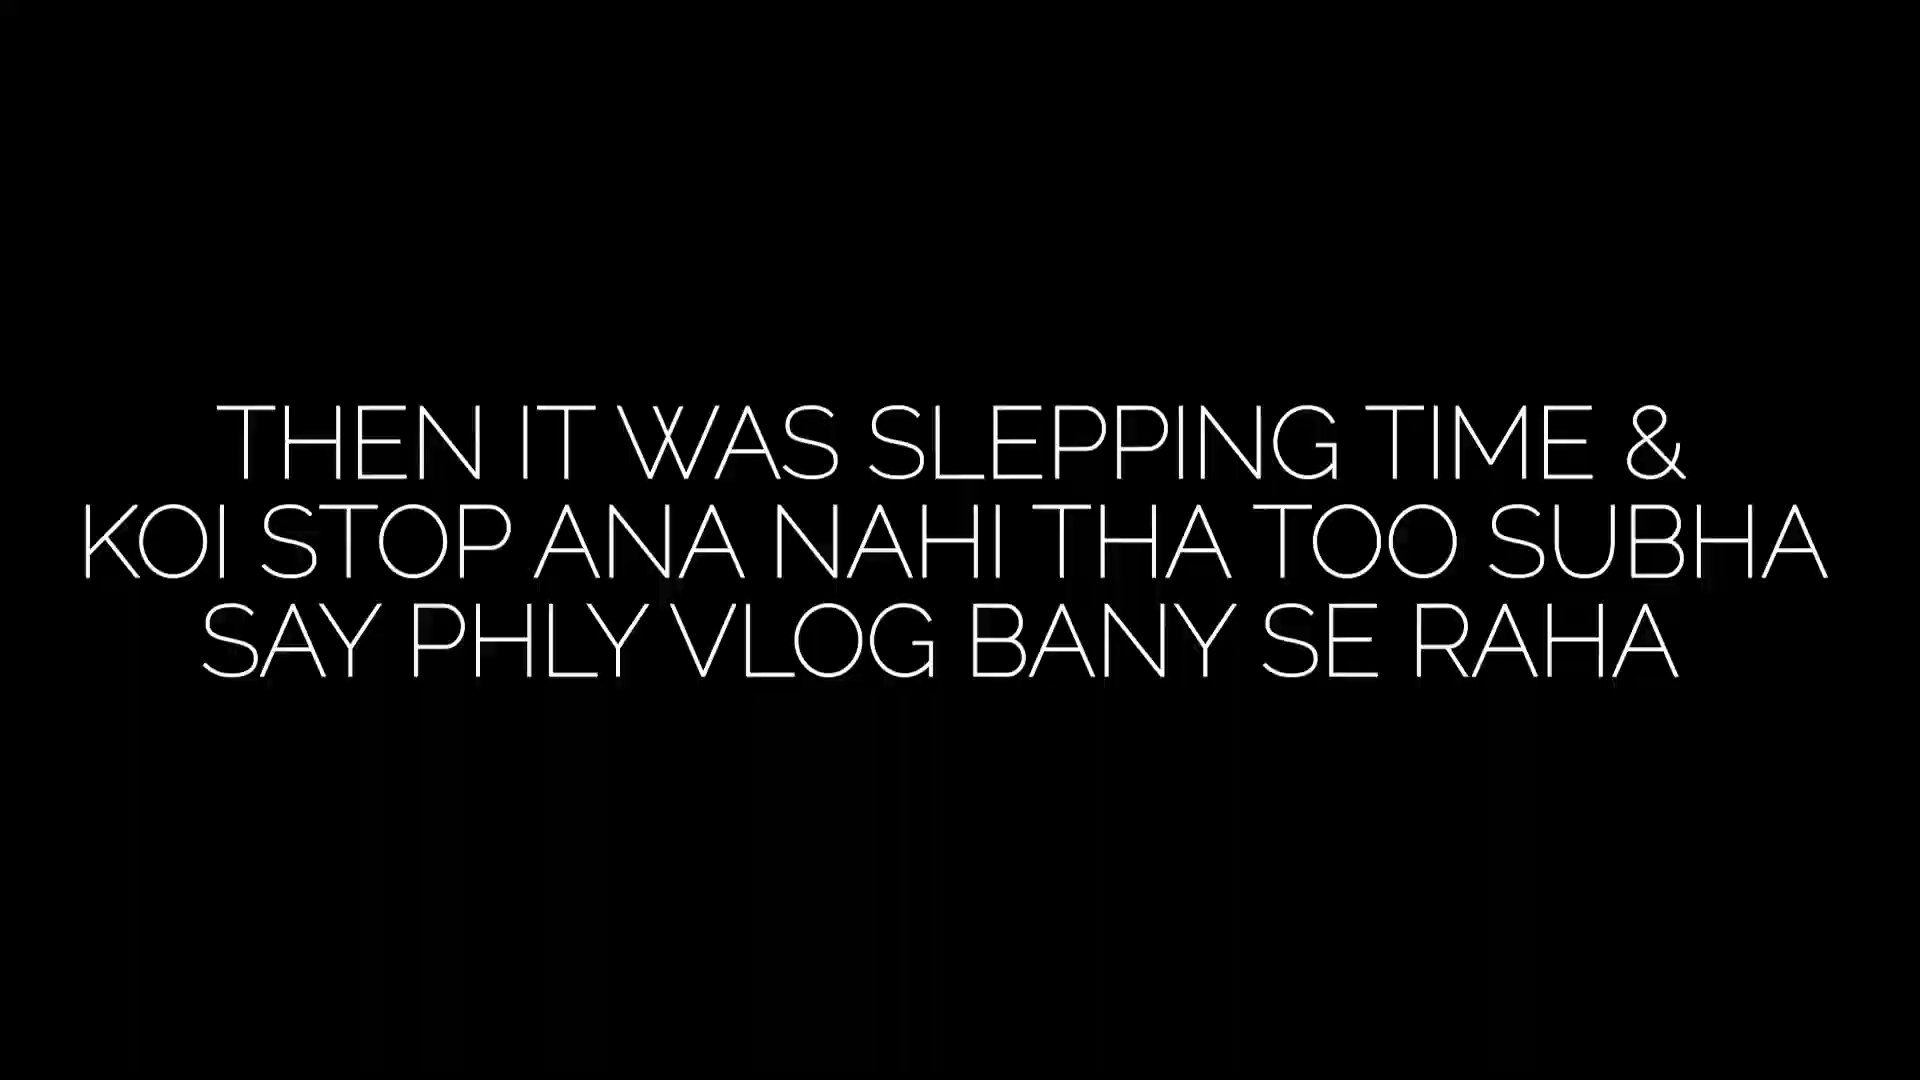 THEN IT WAS SLEPPING TIME &
KOI STOP ANA NAHI THA TOO SUBHA
SAY PHLY VLOG BANY SE RAHA